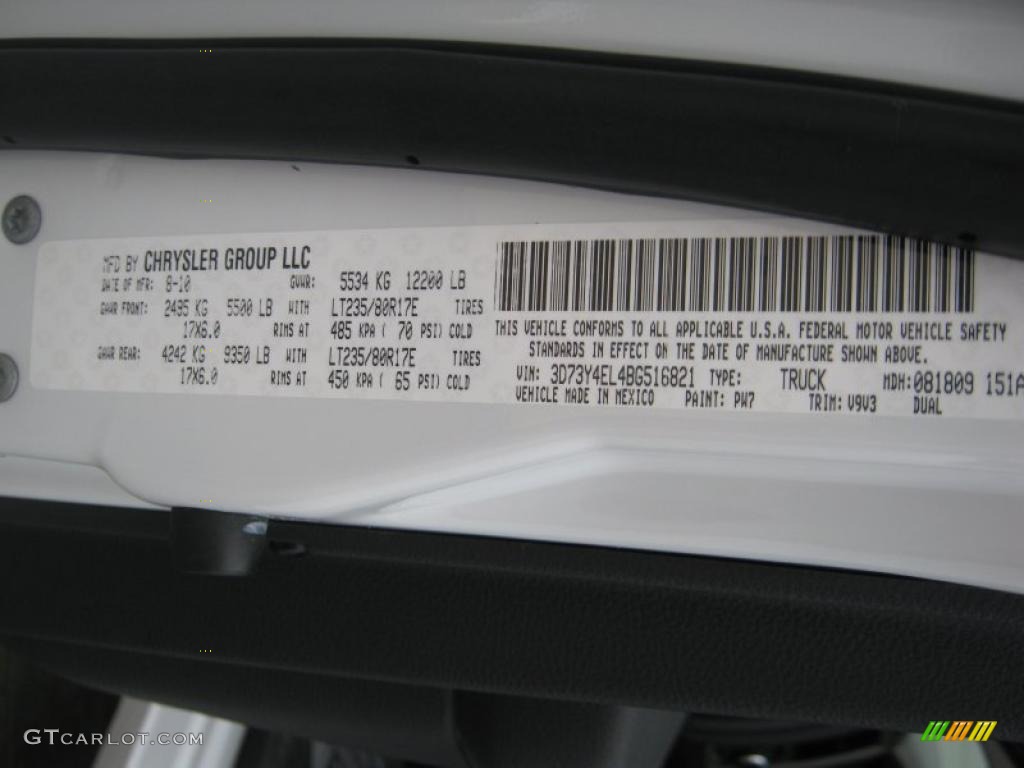 MFD BY CHRYSLER GROUP LLC
DATE OF MFR: 8-10 GVWR: 5534 KG 12200 LB
GAWR FRONT: 2495 KG 5500 LB WITH LT235/80R17E TIRES
17X6.0 RIMS AT 485 KPA ( 70 PSI) COLD
GAWR REAR: 4242 KG 9350 LB WITH LT235/80R17E TIRES
17X6.0 RIMS AT 450 KPA ( 65 PSI) COLD
THIS VEHICLE CONFORMS TO ALL APPLICABLE U.S.A. FEDERAL MOTOR VEHICLE SAFETY
STANDARDS IN EFFECT ON THE DATE OF MANUFACTURE SHOWN ABOVE.
VIN: 3D73Y4EL4BG516821 TYPE: TRUCK MDH: 081809 151A
VEHICLE MADE IN MEXICO PAINT: PW7 TRIM: V9V3 DUAL
GTCARLOT.COM